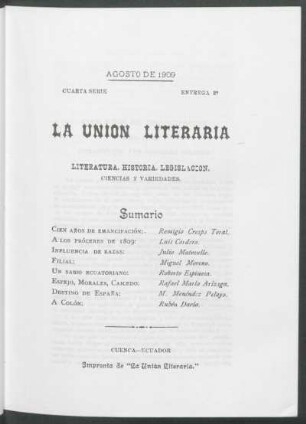 AGOSTO DE 1909
CUARTA SERIE ENTREGA 3ª
LA UNION LITERARIA
LITERATURA, HISTORIA, LEGISLACION,
CIENCIAS Y VARIEDADES.
Sumario
CIEN AÑOS DE EMANCIPACIÓN: Remigio Crespo Toral.
A LOS PRÓCERES DE 1809: Luis Cordero.
INFLUENCIA DE RAZAS: Julio Matovelle.
FILIAL: Miguel Moreno.
UN SABIO ECUATORIANO: Roberto Espinosa.
ESPEJO, MORALES, CAICEDO: Rafael María Arízaga.
DESTINO DE ESPAÑA: M. Menéndez Pelayo.
A COLÓN: Rubén Darío.
CUENCA—ECUADOR
Imprenta de "La Unión Literaria."